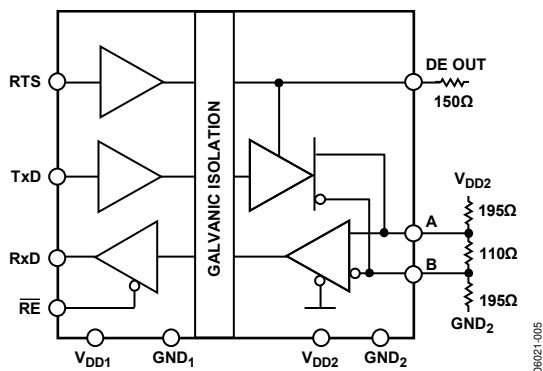 RTS
DE OUT
150Ω
TxD
GALVANIC ISOLATION
VDD2
195Ω
A
110Ω
RxD
B
195Ω
RE
GND2
VDD1
GND1
VDD2
GND2
06021-005